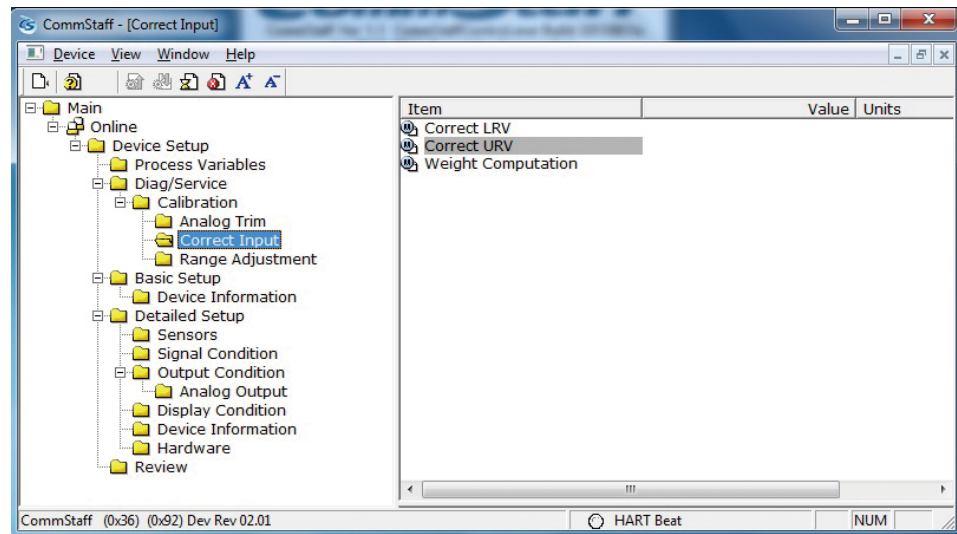 CommStaff - [Correct Input]
Device View Window Help
Main
Online
Device Setup
Process Variables
Diag/Service
Calibration
Analog Trim
Correct Input
Range Adjustment
Basic Setup
Device Information
Detailed Setup
Sensors
Signal Condition
Output Condition
Analog Output
Display Condition
Device Information
Hardware
Review
Item Value Units
Correct LRV
Correct URV
Weight Computation
CommStaff (0x36) (0x92) Dev Rev 02.01 HART Beat NUM